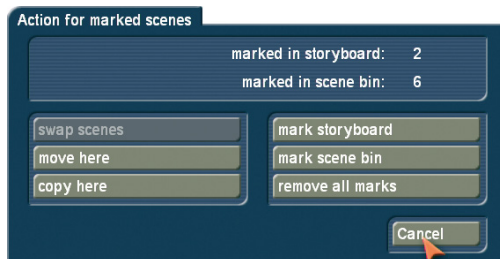 Action for marked scenes
marked in storyboard: 2
marked in scene bin: 6
swap scenes
move here
copy here
mark storyboard
mark scene bin
remove all marks
Cancel